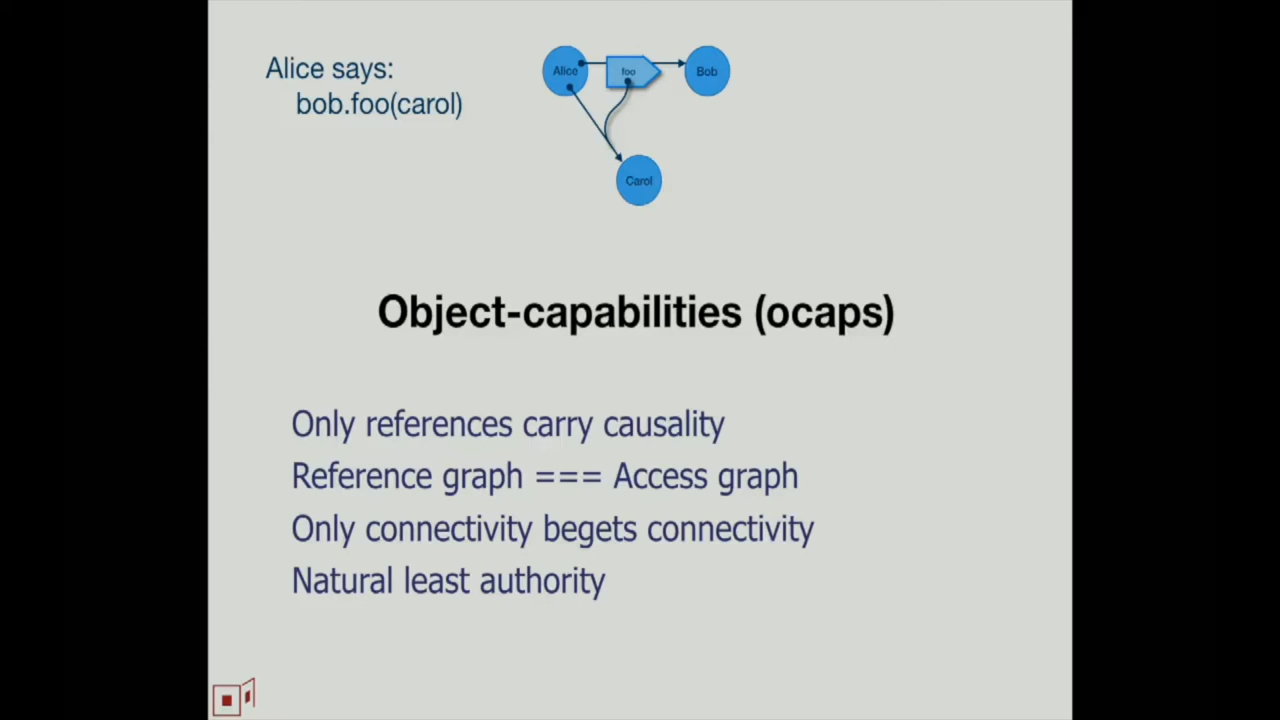 Alice says:
bob.foo(carol)
Alice
foo
Bob
Carol
Object-capabilities (ocaps)
Only references carry causality
Reference graph === Access graph
Only connectivity begets connectivity
Natural least authority